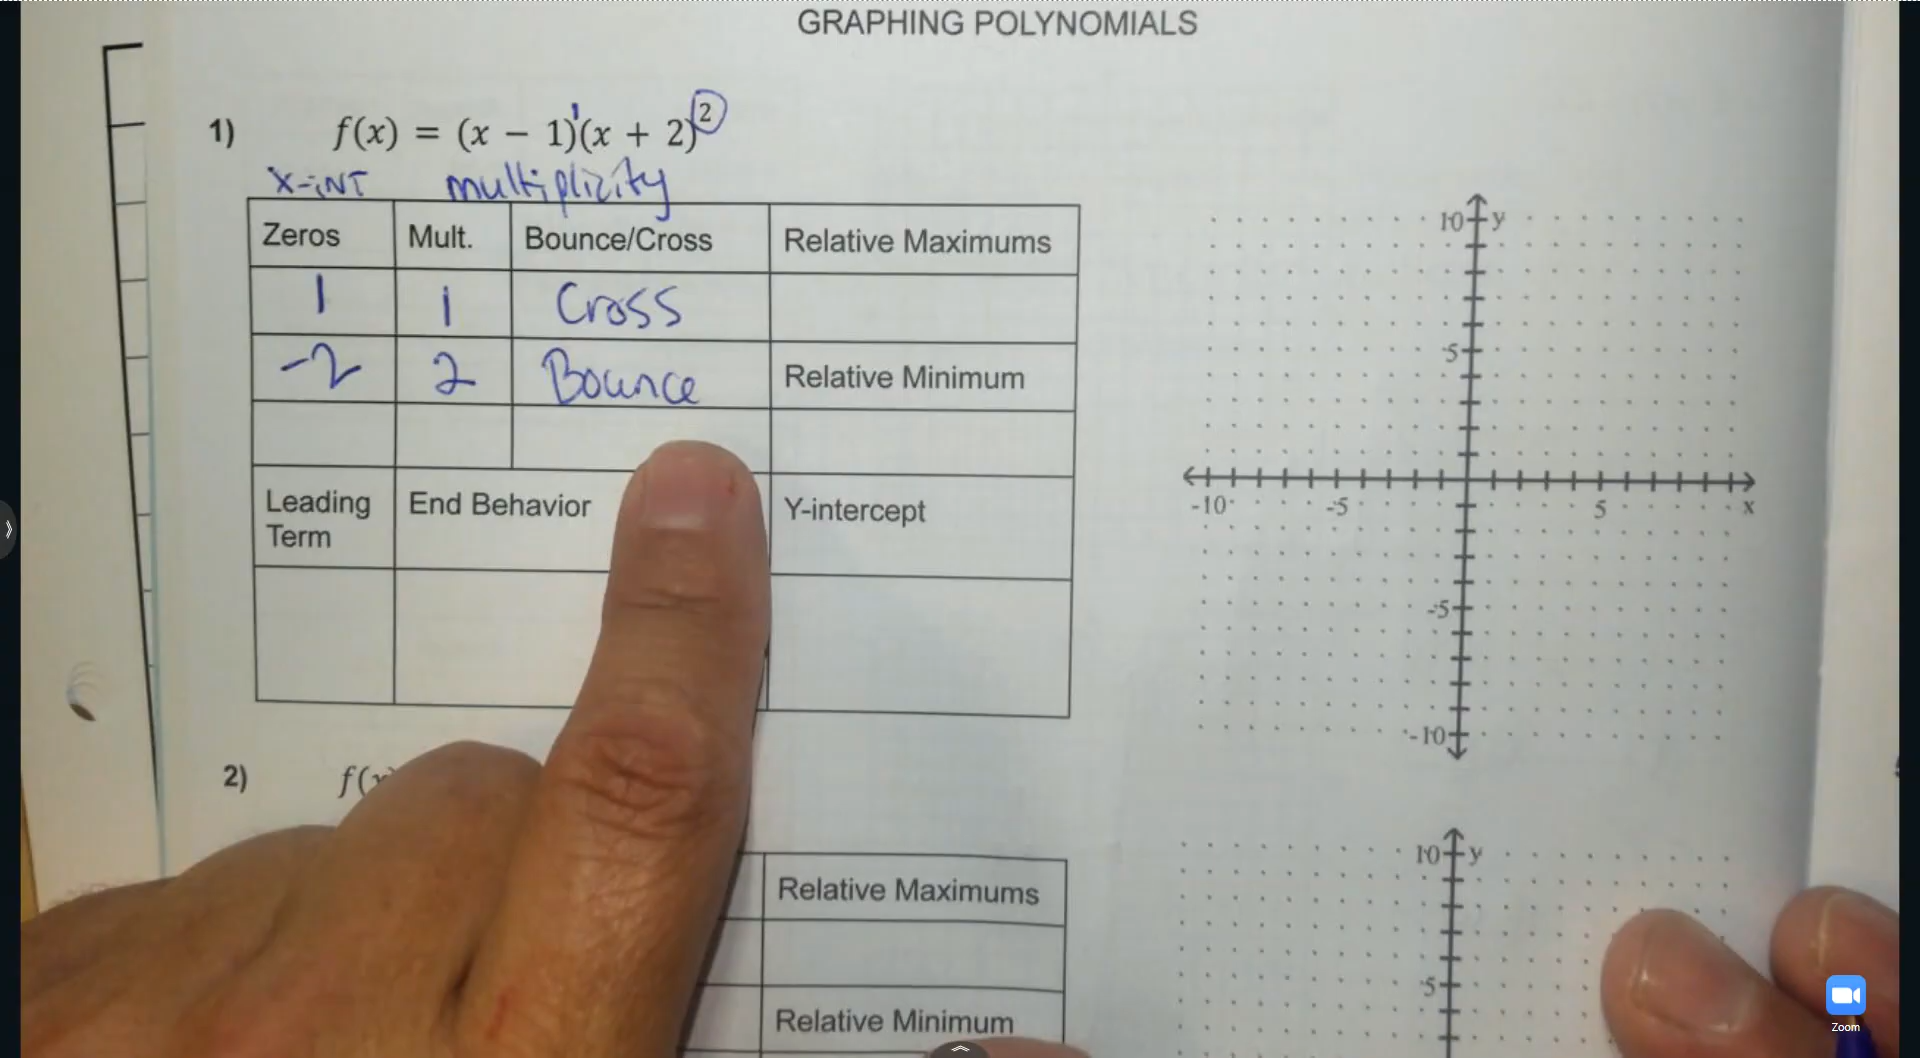 GRAPHING POLYNOMIALS
1) f(x) = (x − 1)¹(x + 2)²
x-iNT multiplicity
Zeros Mult. Bounce/Cross Relative Maximums
1 1 Cross
-2 2 Bounce Relative Minimum
Leading Term End Behavior Y-intercept
10 y
5
-10 -5 5 x
-5
-10
2) f(x)
Relative Maximums
Relative Minimum
10 y
5
Zoom